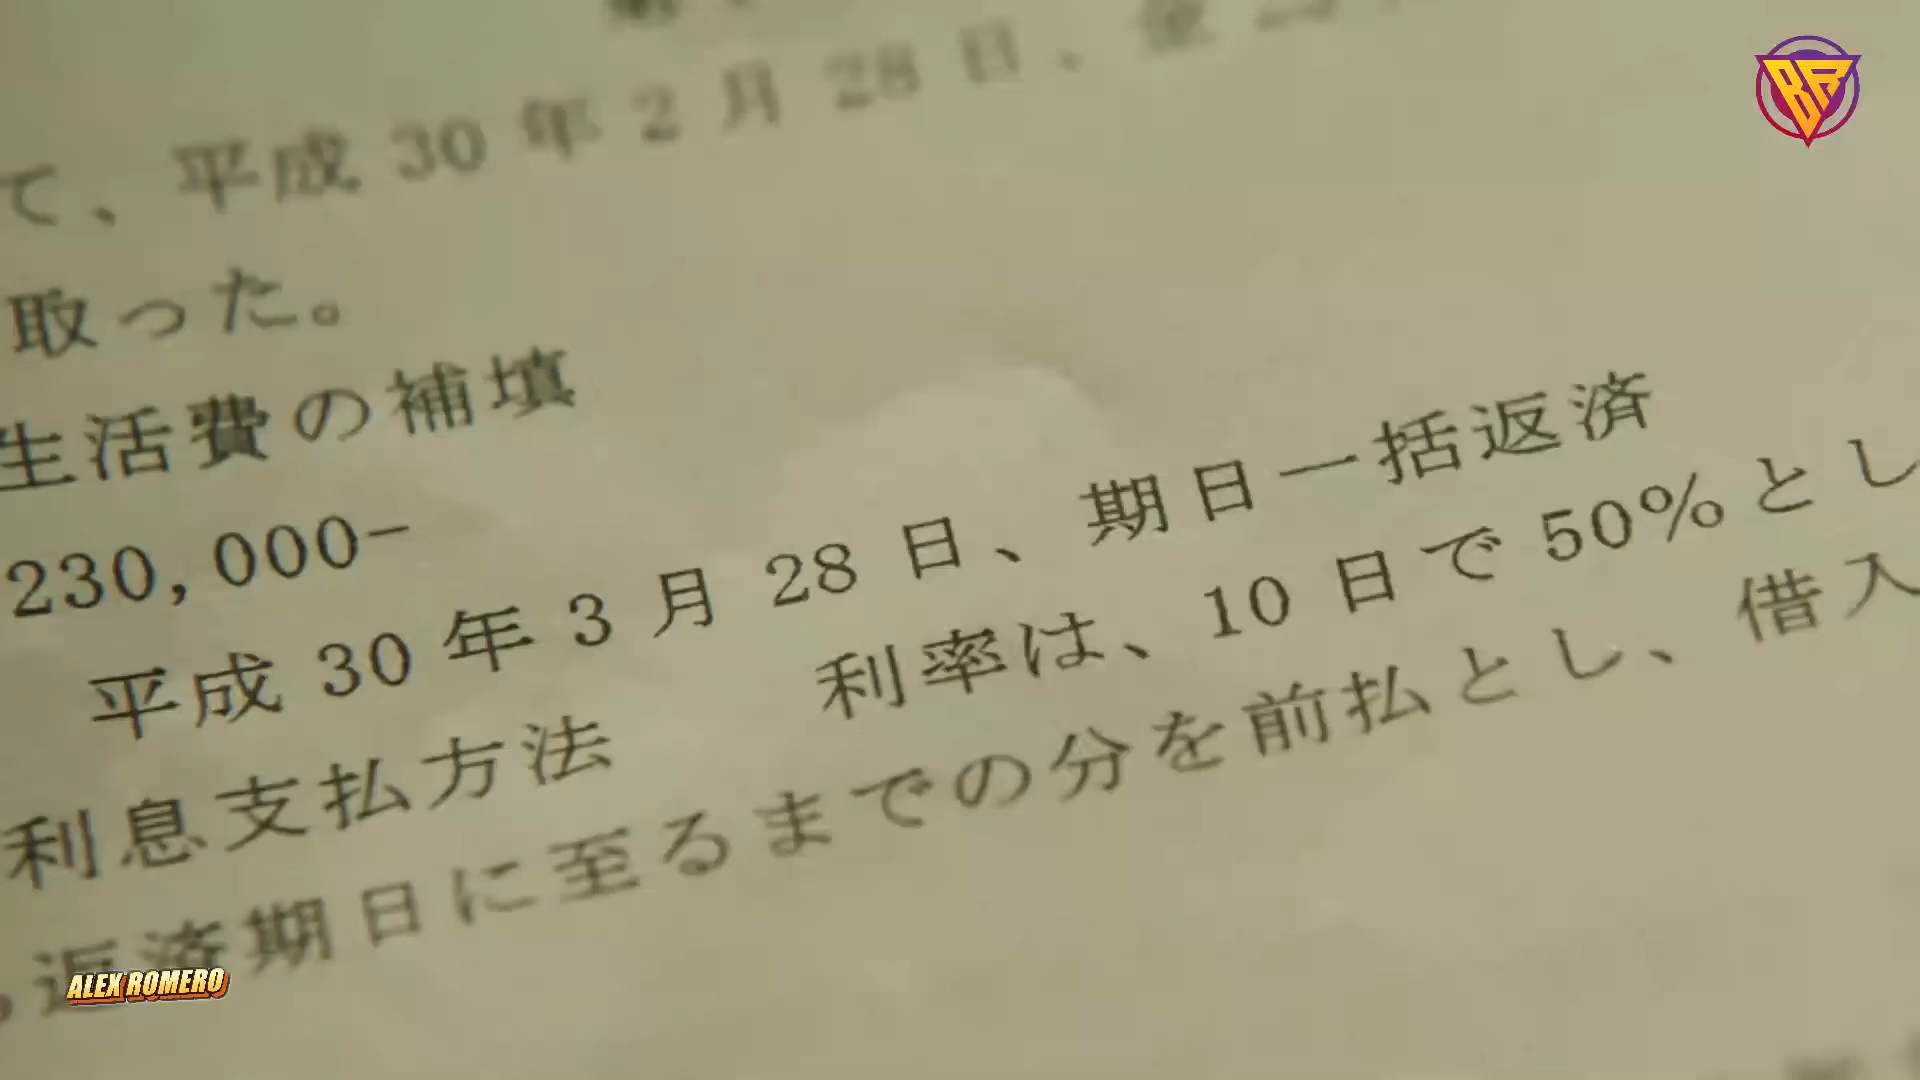 て、平成 30 年 2 月 28 日、金
取った。
生活費の補填
230,000−
平成 30 年 3 月 28 日、期日一括返済
利息支払方法 利率は、10 日で 50%とし
返済期日に至るまでの分を前払とし、借入
ALEX ROMERO